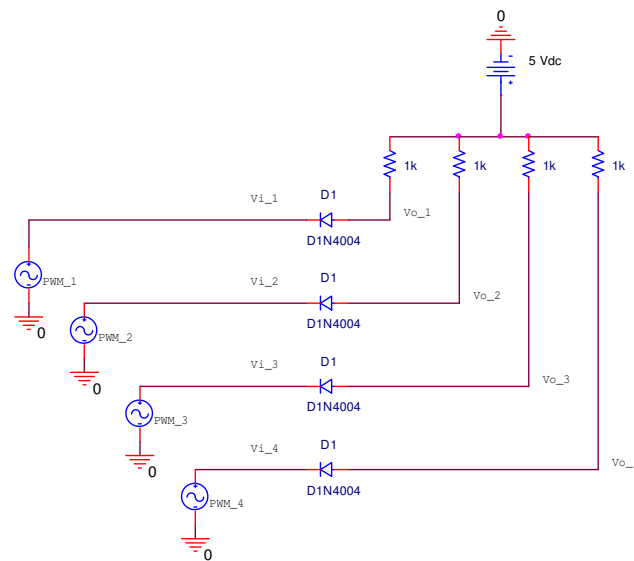 0
- 5 Vdc
+
1k 1k 1k 1k
D1
Vi_1
Vo_1
D1N4004
+
PWM_1
-
0
D1
Vi_2
Vo_2
D1N4004
+
PWM_2
-
0
D1
Vi_3
Vo_3
D1N4004
+
PWM_3
-
0
D1
Vi_4
Vo_
D1N4004
+
PWM_4
-
0